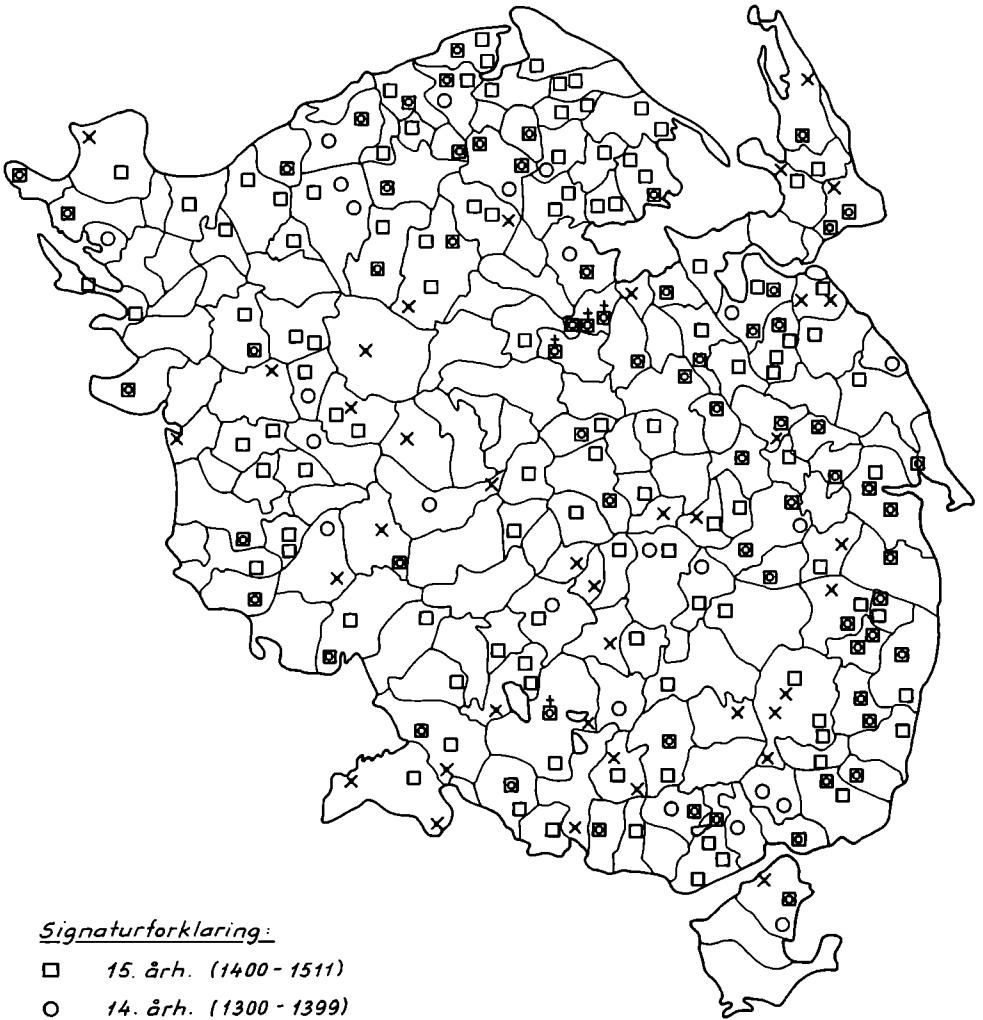 Signaturforklaring:
15. årh. (1400-1511)
14. årh. (1300-1399)